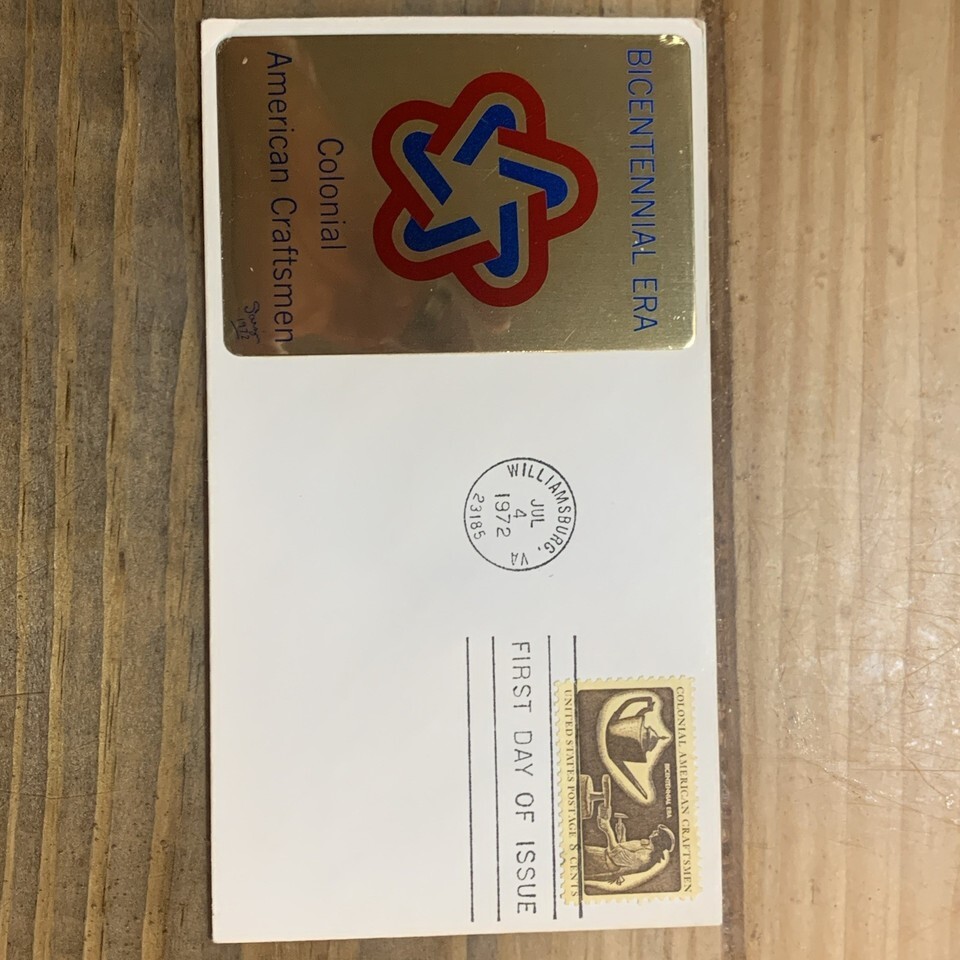 BICENTENNIAL ERA
Colonial
American Craftsmen
1972
WILLIAMSBURG, VA
JUL
4
1972
23185
FIRST DAY OF ISSUE
COLONIAL AMERICAN CRAFTSMEN
BICENTENNIAL ERA
UNITED STATES POSTAGE 8 CENTS